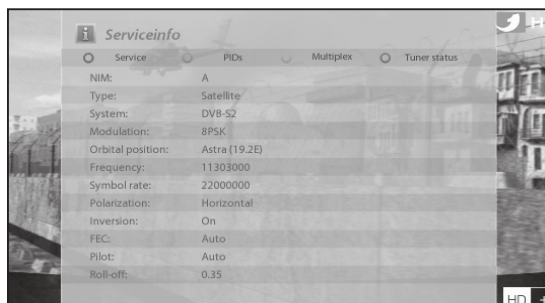 i Serviceinfo
Service PIDs Multiplex Tuner status
NIM: A
Type: Satellite
System: DVB-S2
Modulation: 8PSK
Orbital position: Astra (19.2E)
Frequency: 11303000
Symbol rate: 22000000
Polarization: Horizontal
Inversion: On
FEC: Auto
Pilot: Auto
Roll-off: 0.35
HD